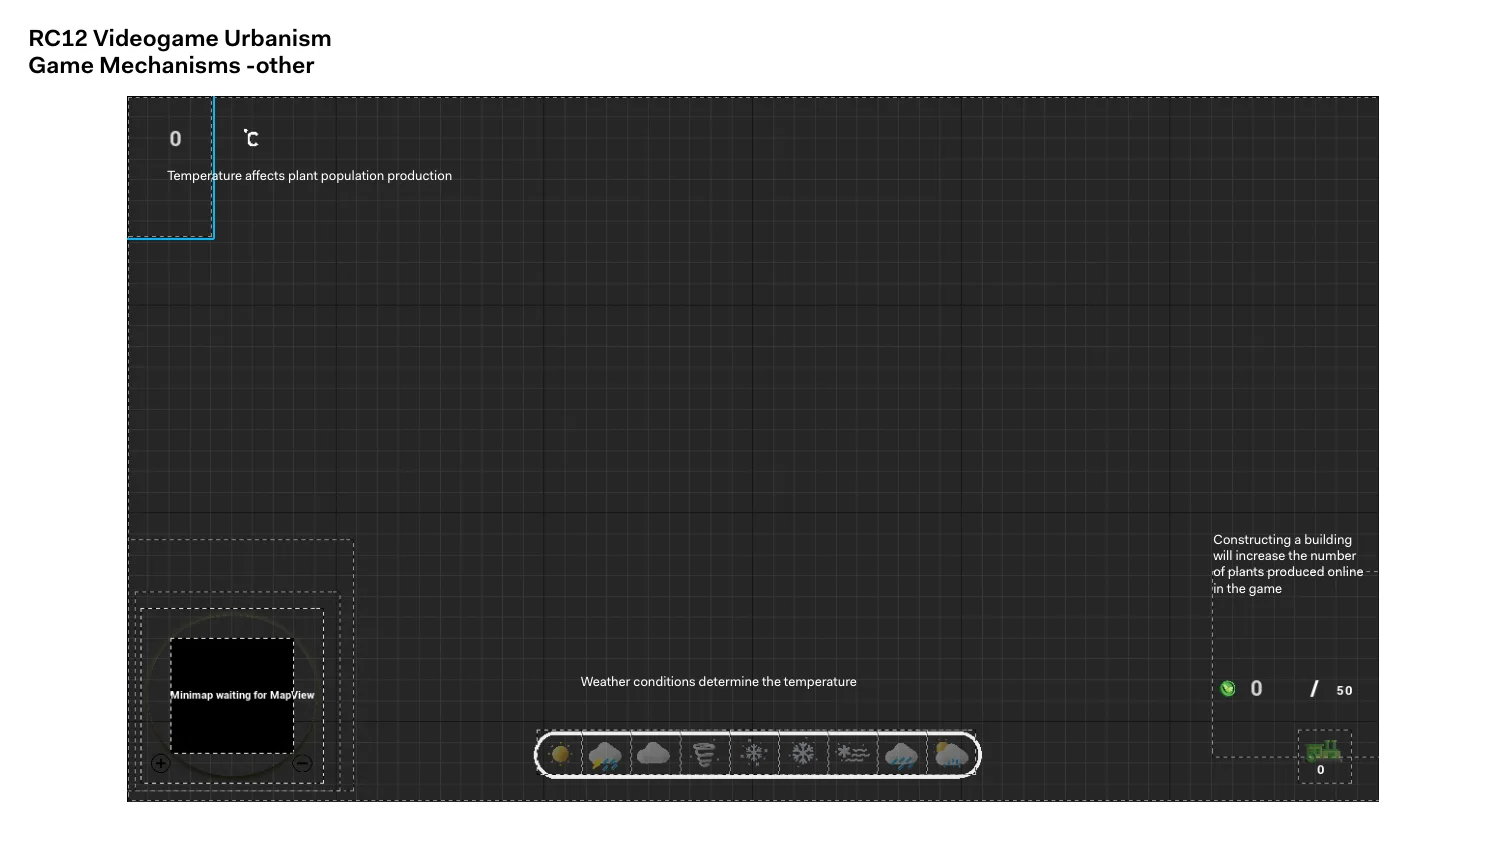 RC12 Videogame Urbanism
Game Mechanisms -other
0 ℃
Temperature affects plant population production
Constructing a building
will increase the number
of plants produced online
in the game
Weather conditions determine the temperature
0 / 50
Minimap waiting for MapView
0